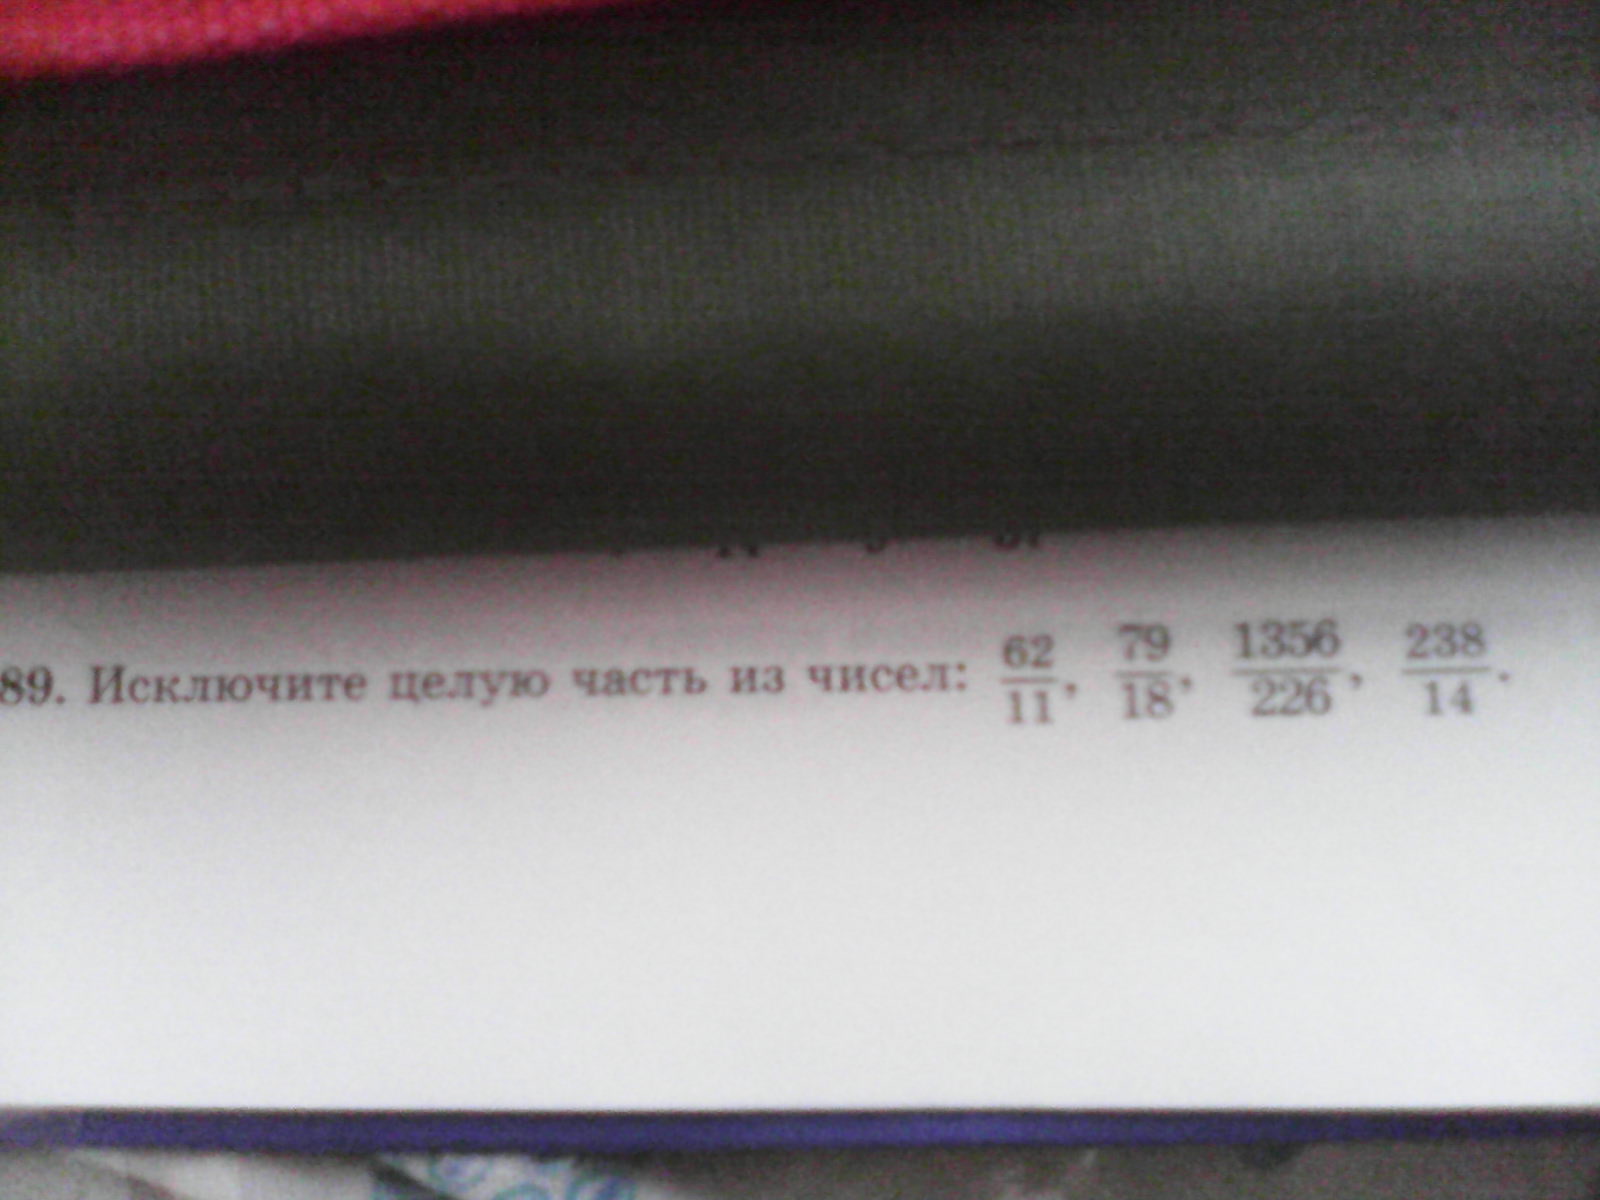 89. Исключите целую часть из чисел: 62/11, 79/18, 1356/226, 238/14.